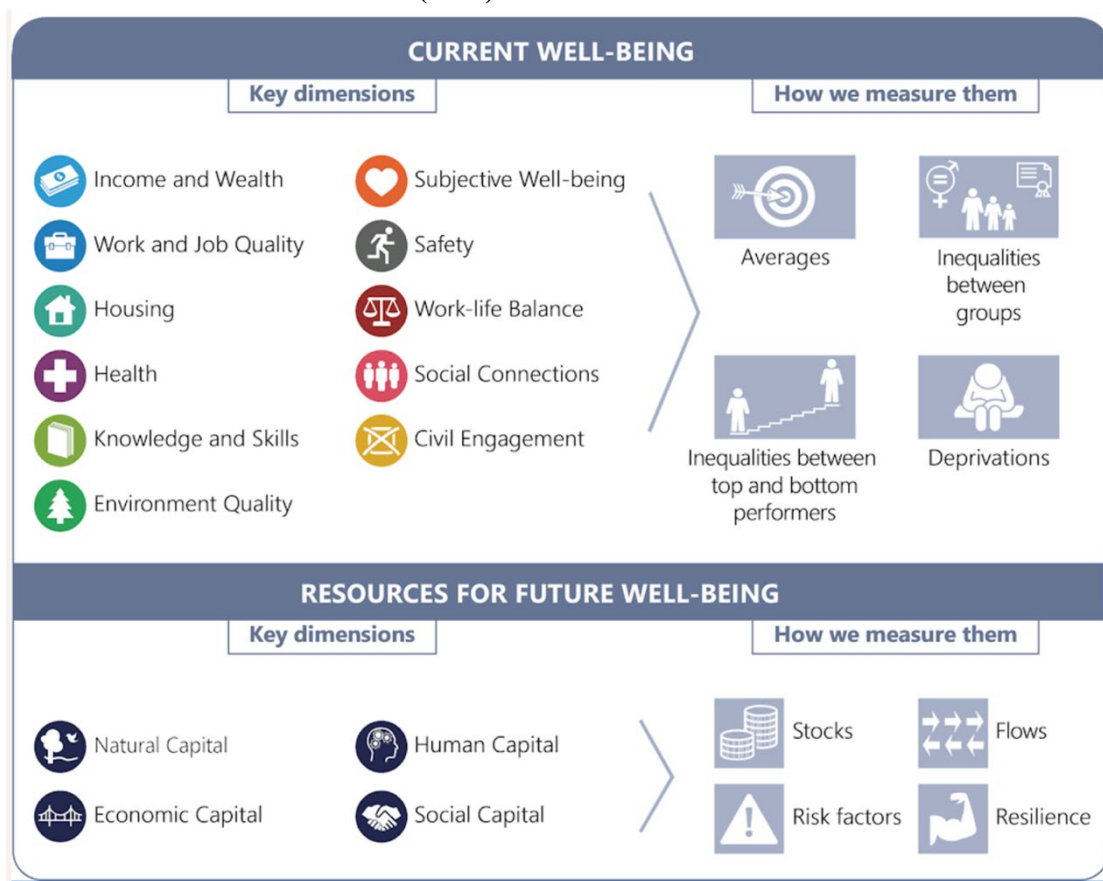 CURRENT WELL-BEING
Key dimensions
How we measure them
Income and Wealth
Work and Job Quality
Housing
Health
Knowledge and Skills
Environment Quality
Subjective Well-being
Safety
Work-life Balance
Social Connections
Civil Engagement
Averages
Inequalities
between
groups
Inequalities between
top and bottom
performers
Deprivations
RESOURCES FOR FUTURE WELL-BEING
Key dimensions
How we measure them
Natural Capital
Economic Capital
Human Capital
Social Capital
Stocks
Flows
Risk factors
Resilience